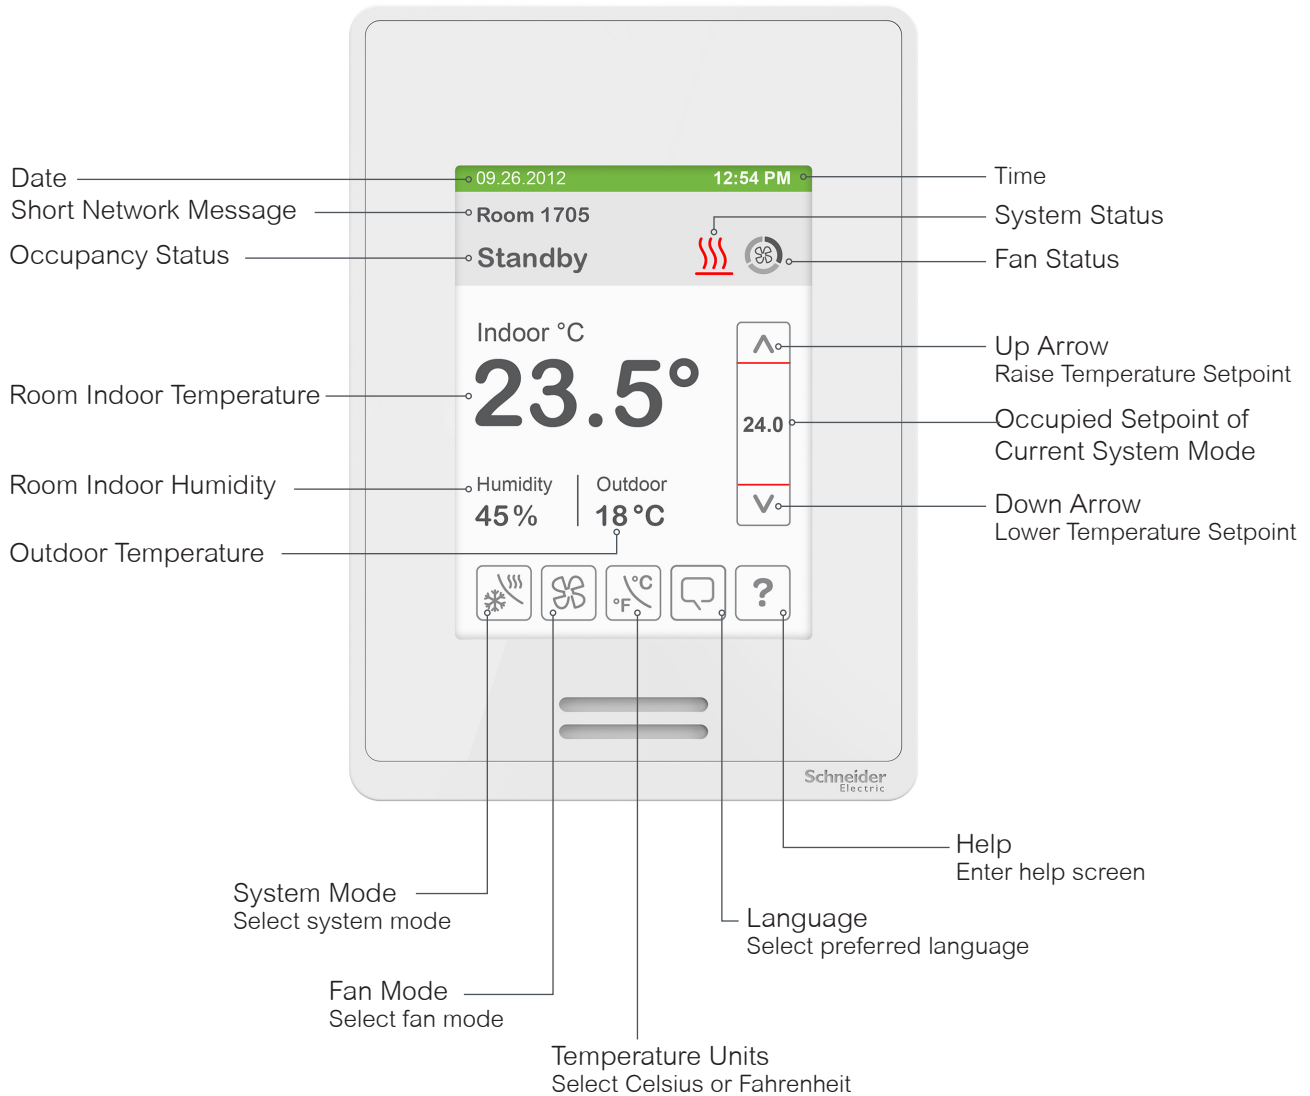 Date
Short Network Message
Occupancy Status
Room Indoor Temperature
Room Indoor Humidity
Outdoor Temperature
09.26.2012
12:54 PM
Room 1705
Standby
Indoor °C
23.5°
24.0
Humidity
45%
Outdoor
18°C
°C
°F
?
Schneider
Electric
Time
System Status
Fan Status
Up Arrow
Raise Temperature Setpoint
Occupied Setpoint of
Current System Mode
Down Arrow
Lower Temperature Setpoint
Help
Enter help screen
System Mode
Select system mode
Language
Select preferred language
Fan Mode
Select fan mode
Temperature Units
Select Celsius or Fahrenheit